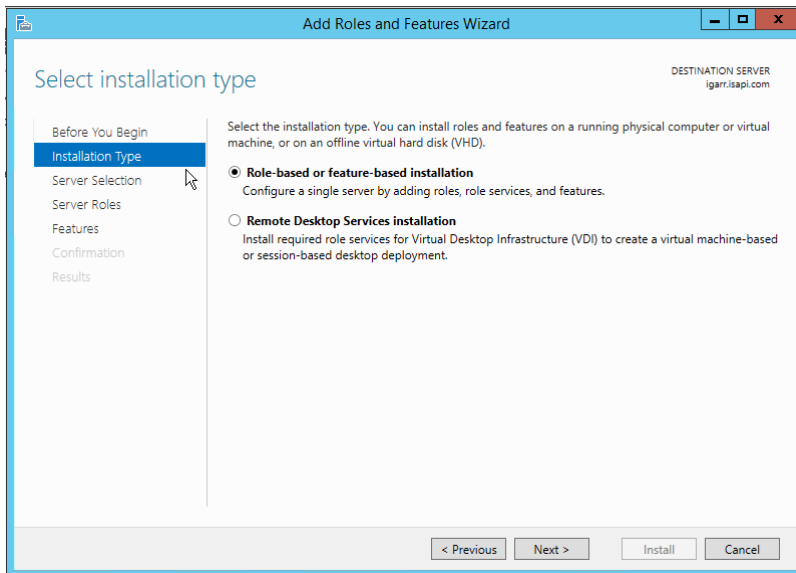 Add Roles and Features Wizard
Select installation type
DESTINATION SERVER
igarr.isapi.com
Before You Begin
Installation Type
Server Selection
Server Roles
Features
Confirmation
Results
Select the installation type. You can install roles and features on a running physical computer or virtual
machine, or on an offline virtual hard disk (VHD).
Role-based or feature-based installation
Configure a single server by adding roles, role services, and features.
Remote Desktop Services installation
Install required role services for Virtual Desktop Infrastructure (VDI) to create a virtual machine-based
or session-based desktop deployment.
< Previous
Next >
Install
Cancel